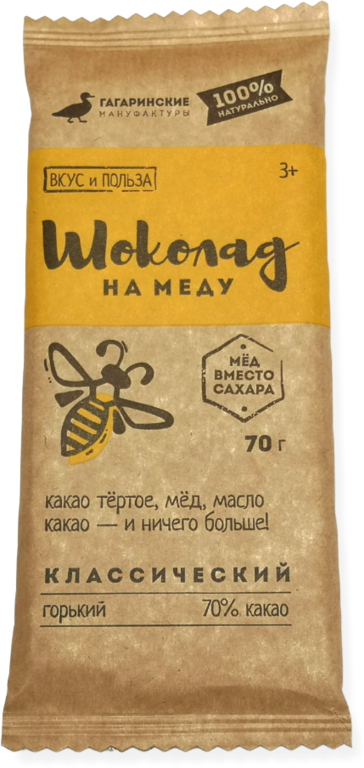 ГАГАРИНСКИЕ
МАНУФАКТУРЫ
100%
НАТУРАЛЬНО
ВКУС и ПОЛЬЗА
3+
Шоколад
НА МЕДУ
МЁД
ВМЕСТО
САХАРА
70 г
какао тёртое, мёд, масло
какао — и ничего больше!
КЛАССИЧЕСКИЙ
горький 70% какао